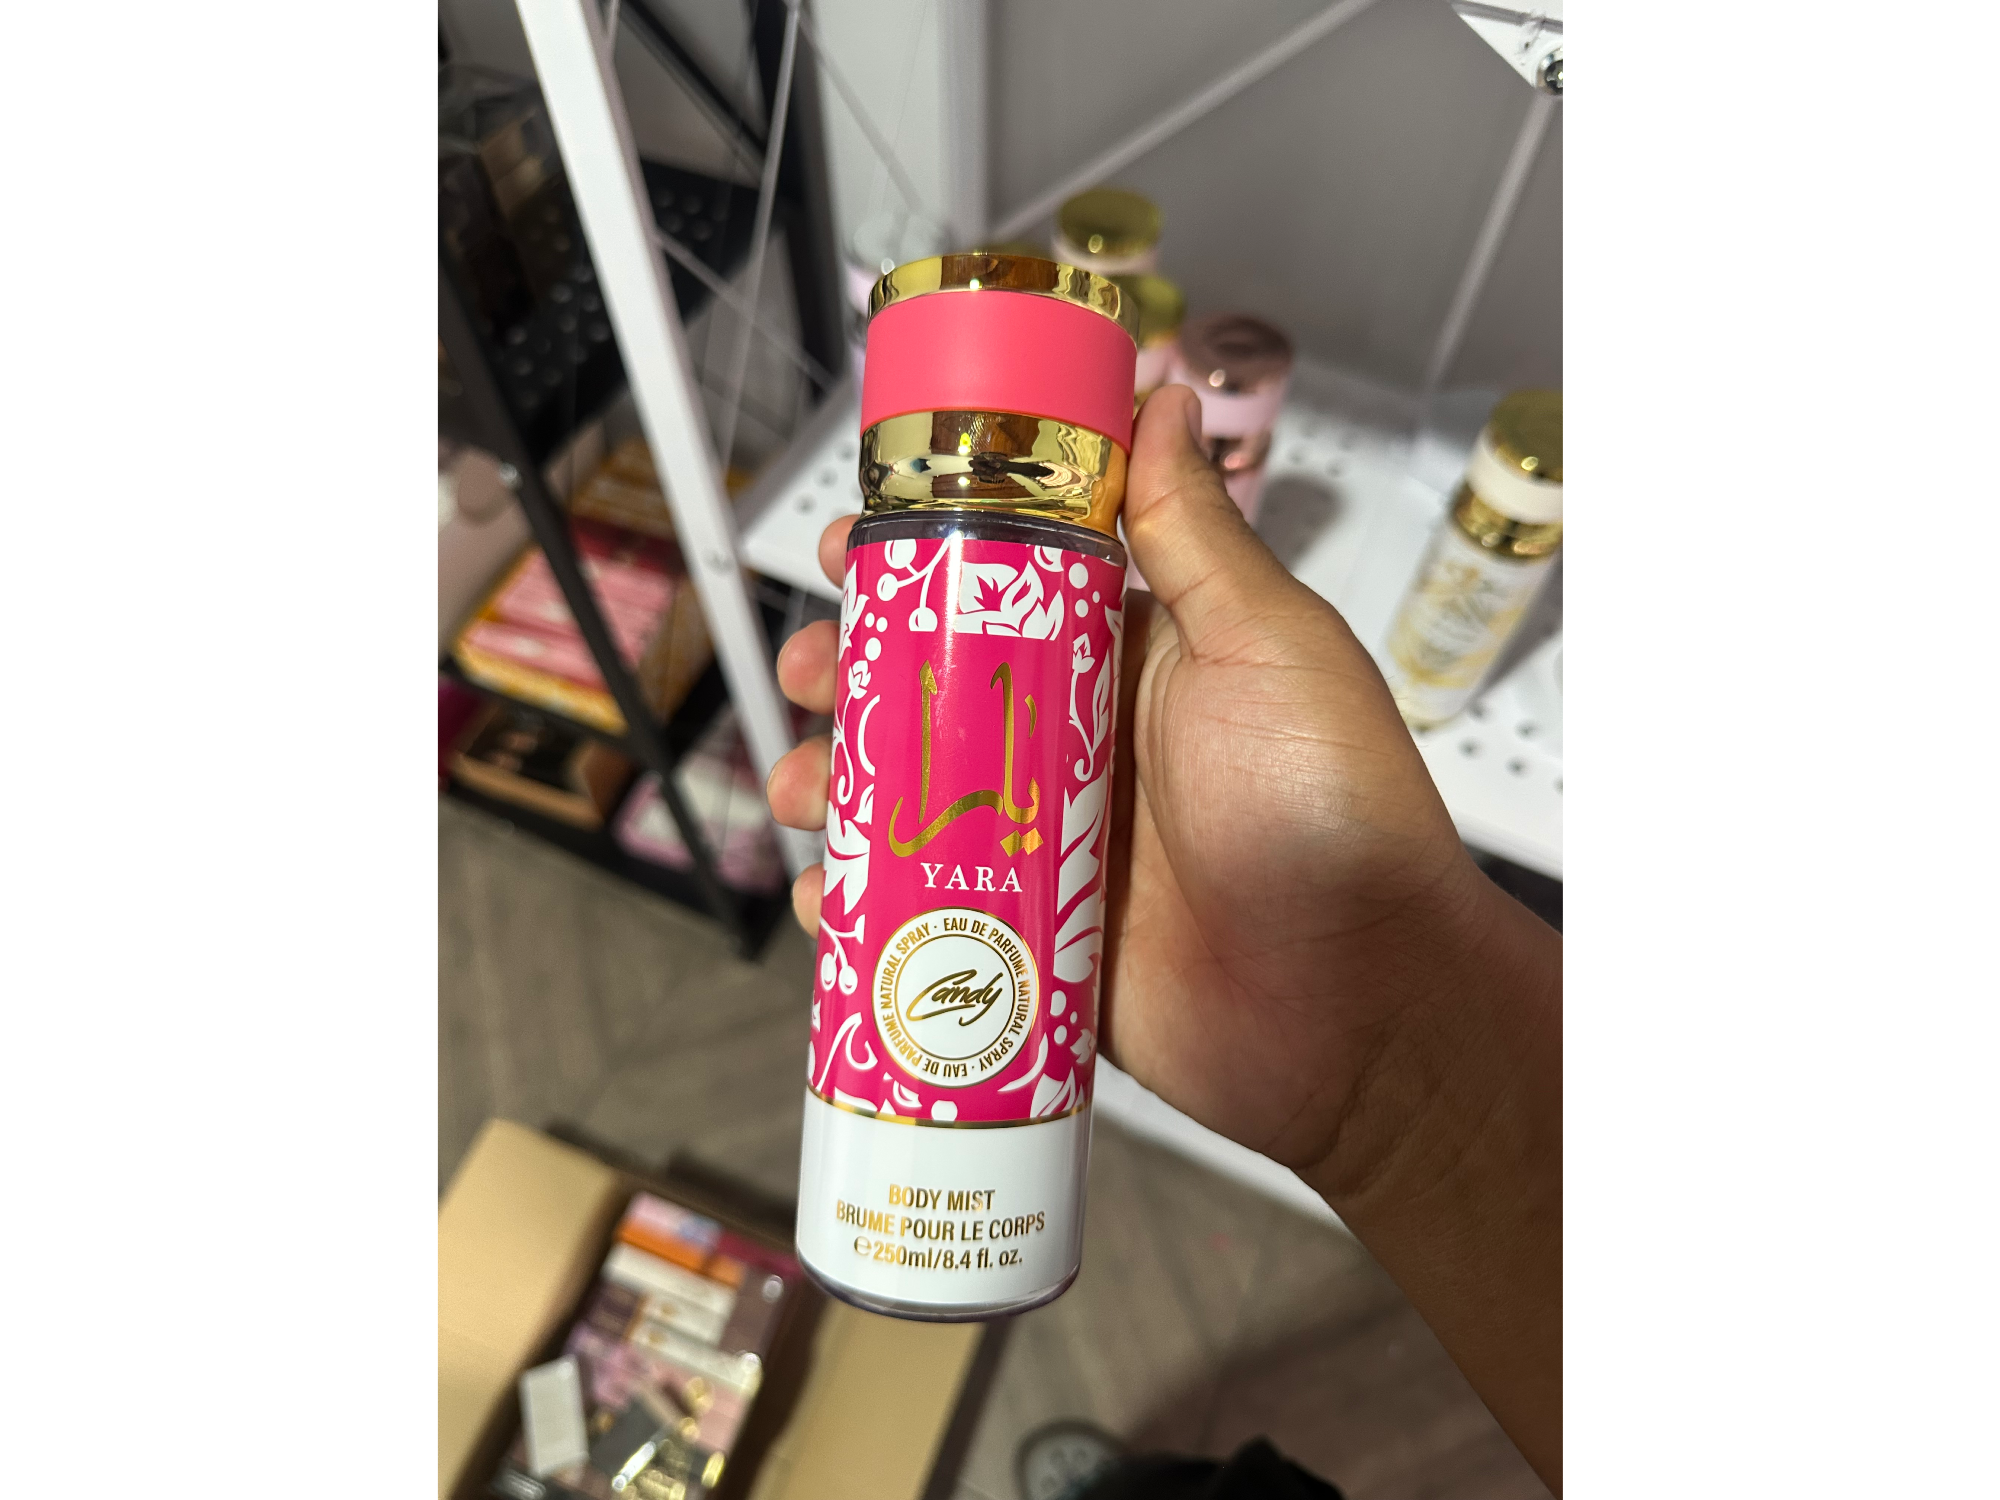 يارا
YARA
EAU DE PARFUME NATURAL SPRAY · EAU DE PARFUME NATURAL SPRAY ·
Candy
BODY MIST
BRUME POUR LE CORPS
℮250ml/8.4 fl. oz.